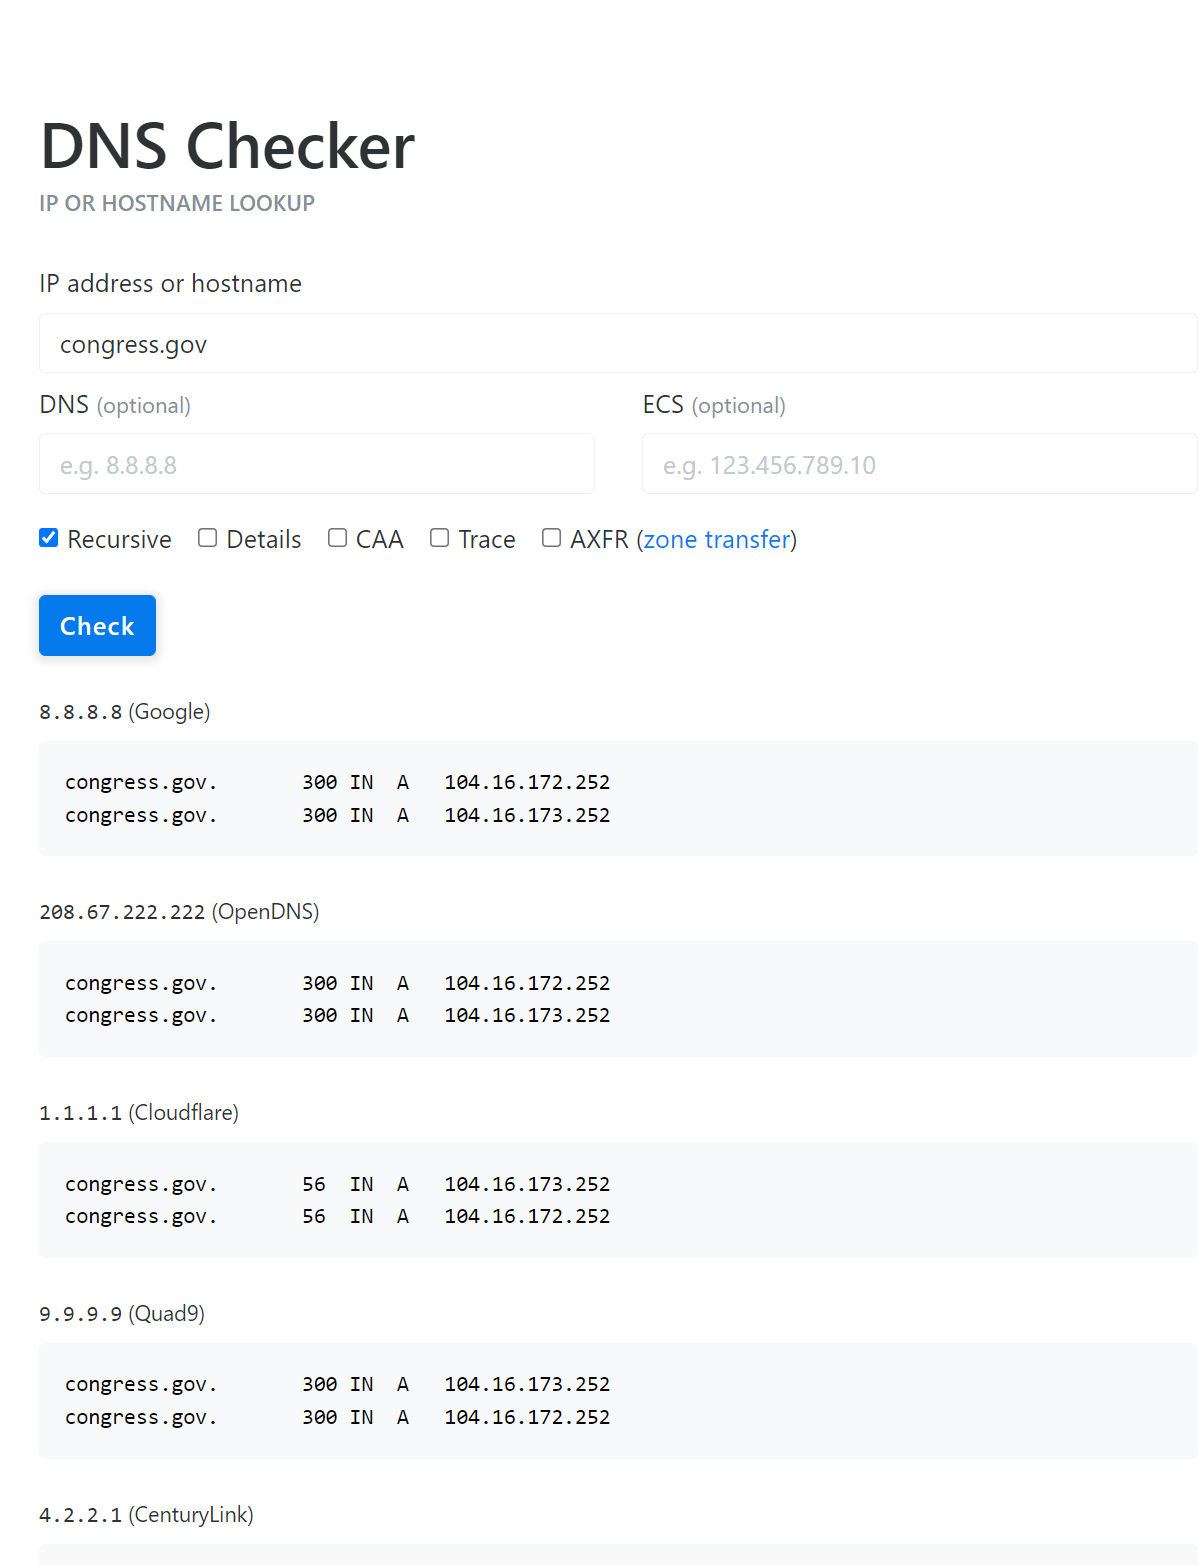 DNS Checker
IP OR HOSTNAME LOOKUP
IP address or hostname
congress.gov
DNS (optional) ECS (optional)
e.g. 8.8.8.8 e.g. 123.456.789.10
Recursive Details CAA Trace AXFR (zone transfer)
Check
8.8.8.8 (Google)
congress.gov. 300 IN A 104.16.172.252
congress.gov. 300 IN A 104.16.173.252
208.67.222.222 (OpenDNS)
congress.gov. 300 IN A 104.16.172.252
congress.gov. 300 IN A 104.16.173.252
1.1.1.1 (Cloudflare)
congress.gov. 56 IN A 104.16.173.252
congress.gov. 56 IN A 104.16.172.252
9.9.9.9 (Quad9)
congress.gov. 300 IN A 104.16.173.252
congress.gov. 300 IN A 104.16.172.252
4.2.2.1 (CenturyLink)